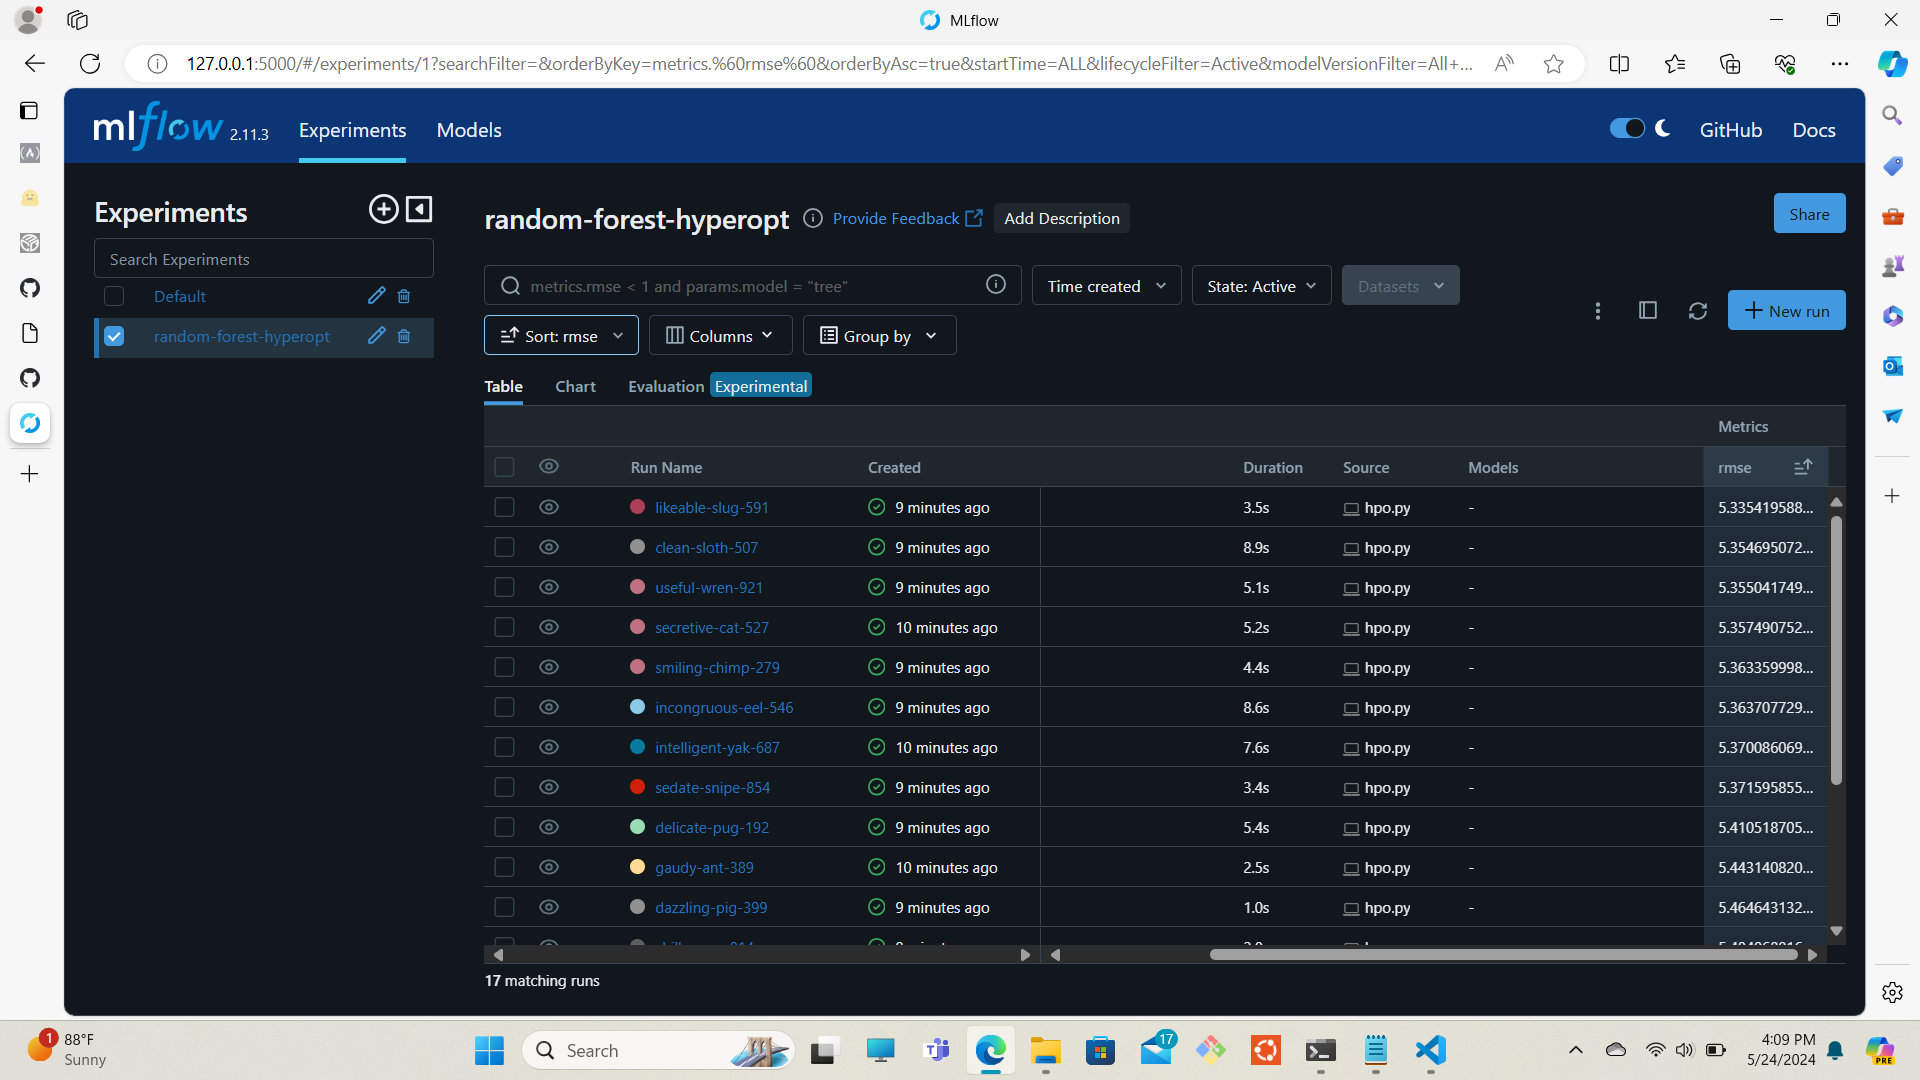 MLflow
127.0.0.1:5000/#/experiments/1?searchFilter=&orderByKey=metrics.%60rmse%60&orderByAsc=true&startTime=ALL&lifecycleFilter=Active&modelVersionFilter=All+...
mlflow 2.11.3 Experiments Models GitHub Docs
Experiments
Search Experiments
Default
random-forest-hyperopt
random-forest-hyperopt Provide Feedback Add Description Share
metrics.rmse < 1 and params.model = "tree" Time created State: Active Datasets
Sort: rmse Columns Group by
New run
Table Chart Evaluation Experimental
Metrics
Run Name Created Duration Source Models rmse
likeable-slug-591 9 minutes ago 3.5s hpo.py - 5.335419588...
clean-sloth-507 9 minutes ago 8.9s hpo.py - 5.354695072...
useful-wren-921 9 minutes ago 5.1s hpo.py - 5.355041749...
secretive-cat-527 10 minutes ago 5.2s hpo.py - 5.357490752...
smiling-chimp-279 9 minutes ago 4.4s hpo.py - 5.363359998...
incongruous-eel-546 9 minutes ago 8.6s hpo.py - 5.363707729...
intelligent-yak-687 10 minutes ago 7.6s hpo.py - 5.370086069...
sedate-snipe-854 9 minutes ago 3.4s hpo.py - 5.371595855...
delicate-pug-192 9 minutes ago 5.4s hpo.py - 5.410518705...
gaudy-ant-389 10 minutes ago 2.5s hpo.py - 5.443140820...
dazzling-pig-399 9 minutes ago 1.0s hpo.py - 5.464643132...
17 matching runs
1
88°F
Sunny
Search
17
4:09 PM
5/24/2024
PRE